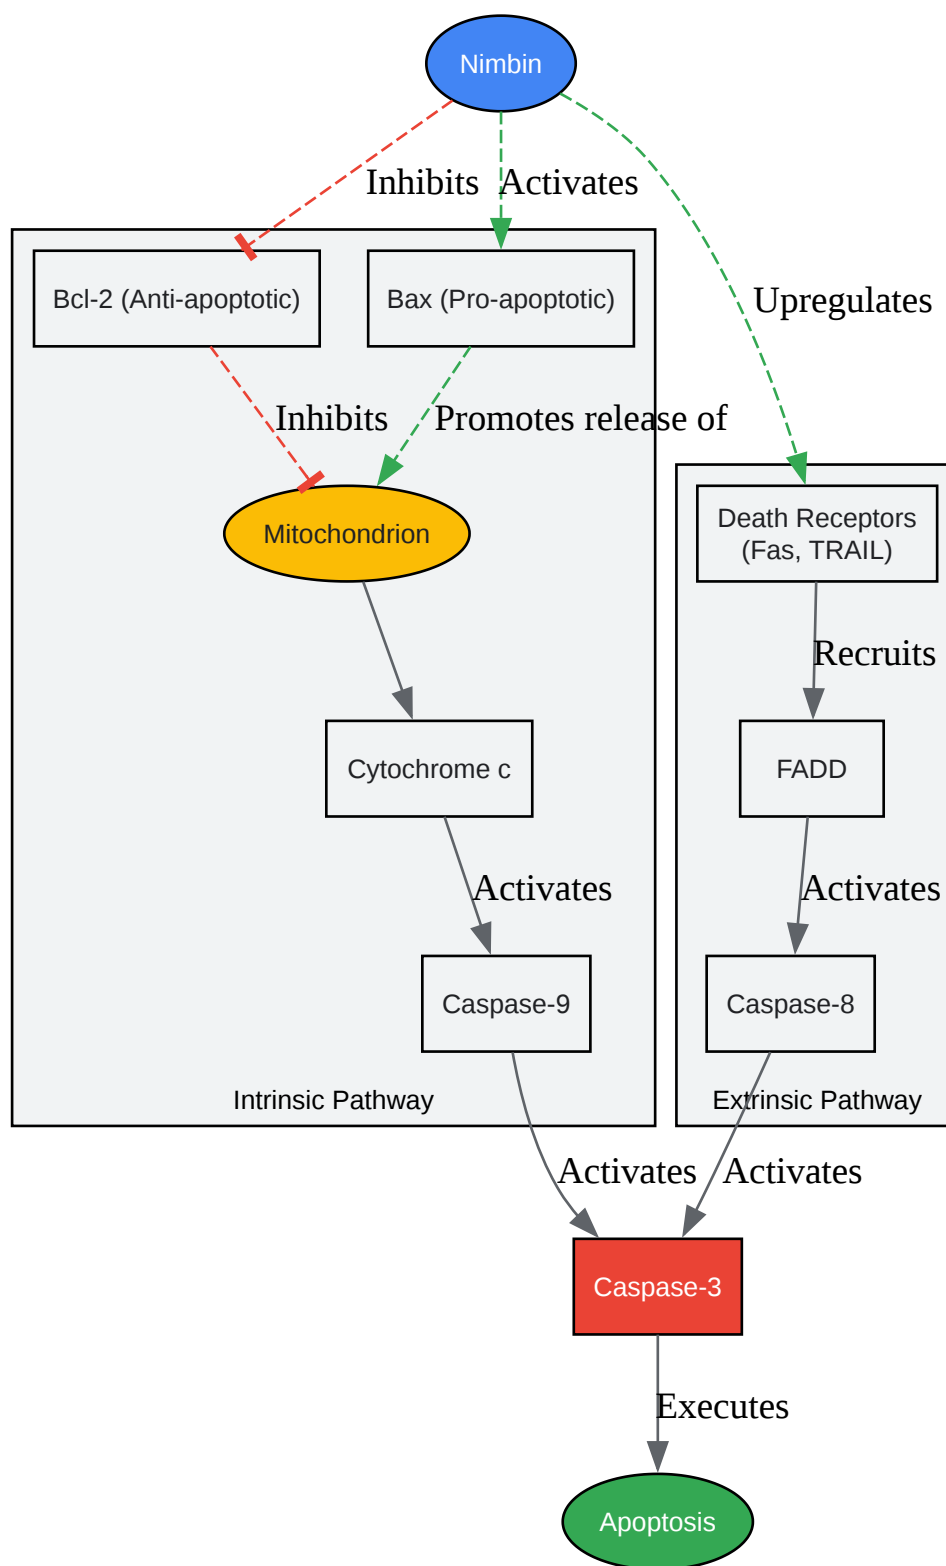 Nimbin
Inhibits
Activates
Upregulates
Bcl-2 (Anti-apoptotic)
Bax (Pro-apoptotic)
Inhibits
Promotes release of
Mitochondrion
Death Receptors
(Fas, TRAIL)
Recruits
Cytochrome c
FADD
Activates
Activates
Caspase-9
Caspase-8
Intrinsic Pathway
Extrinsic Pathway
Activates
Activates
Caspase-3
Executes
Apoptosis